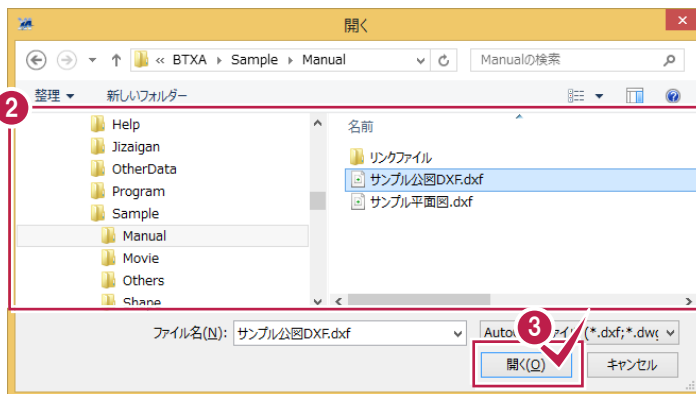 開く
« BTXA ▸ Sample ▸ Manual
Manualの検索
整理 ▼ 新しいフォルダー
2
Help
Jizaigan
OtherData
Program
Sample
Manual
Movie
Others
Shape
名前
リンクファイル
サンプル公図DXF.dxf
サンプル平面図.dxf
ファイル名(N): サンプル公図DXF.dxf
(*.dxf;*.dwg
3
開く(O) キャンセル